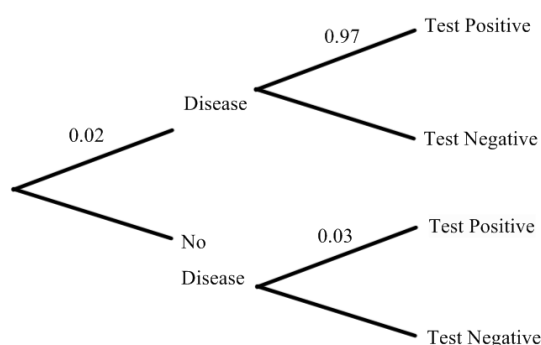 0.97
Test Positive
Disease
0.02
Test Negative
No
Disease
0.03
Test Positive
Test Negative